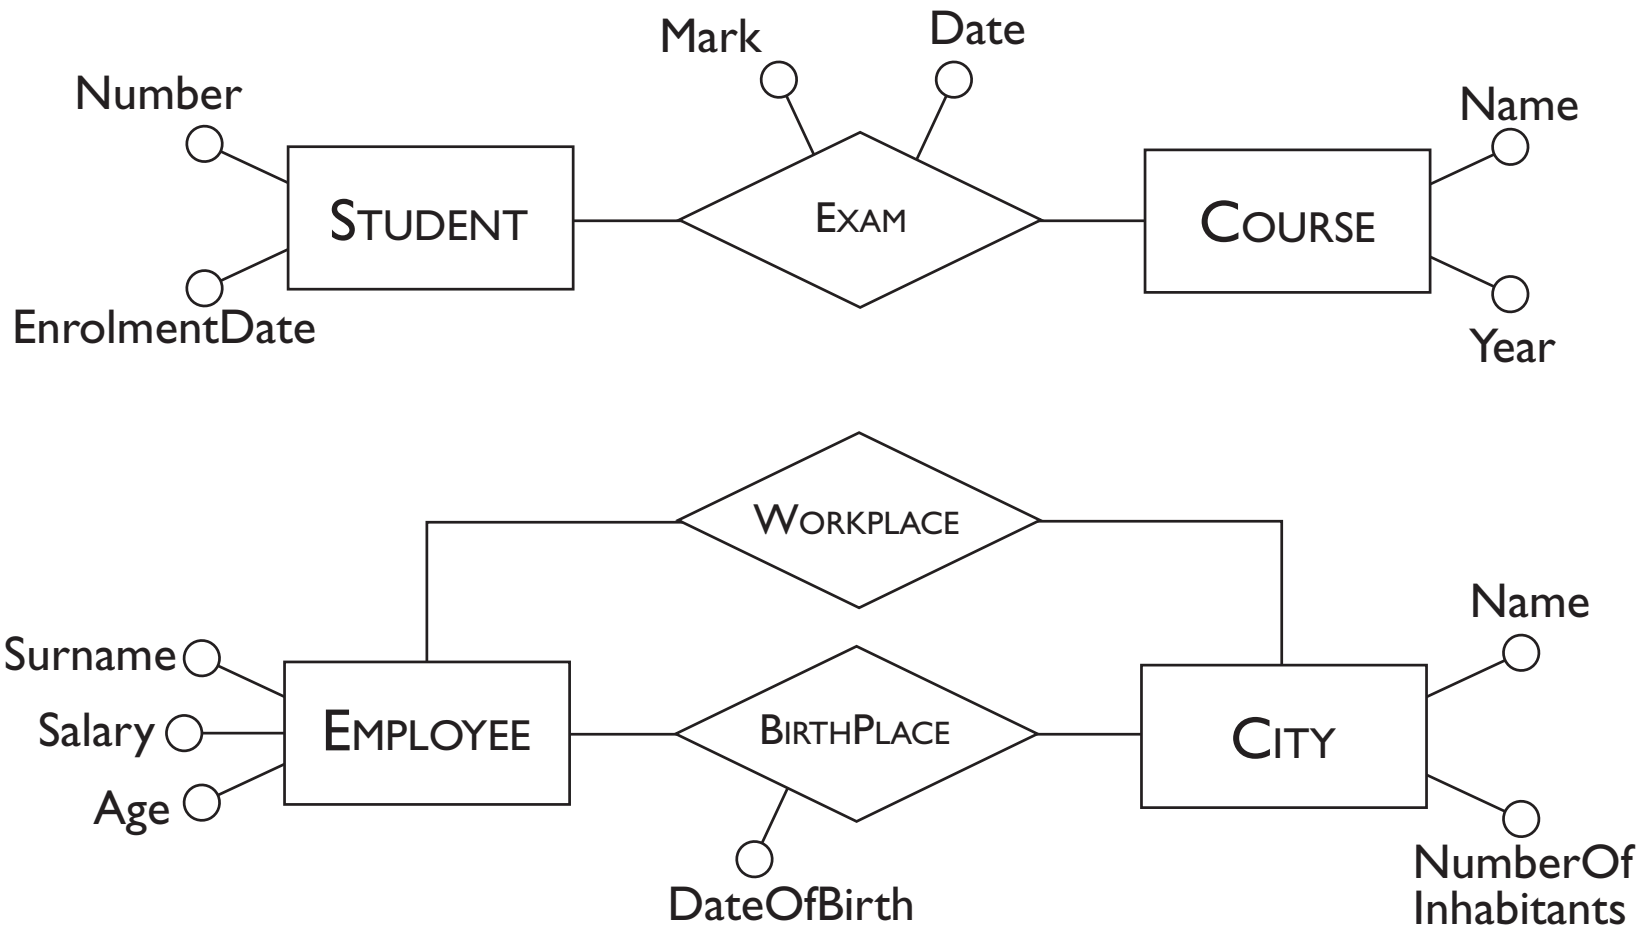 Mark
Date
Number
Name
STUDENT
EXAM
COURSE
EnrolmentDate
Year
WORKPLACE
Name
Surname
Salary
EMPLOYEE
BIRTHPLACE
CITY
Age
DateOfBirth
NumberOf
Inhabitants